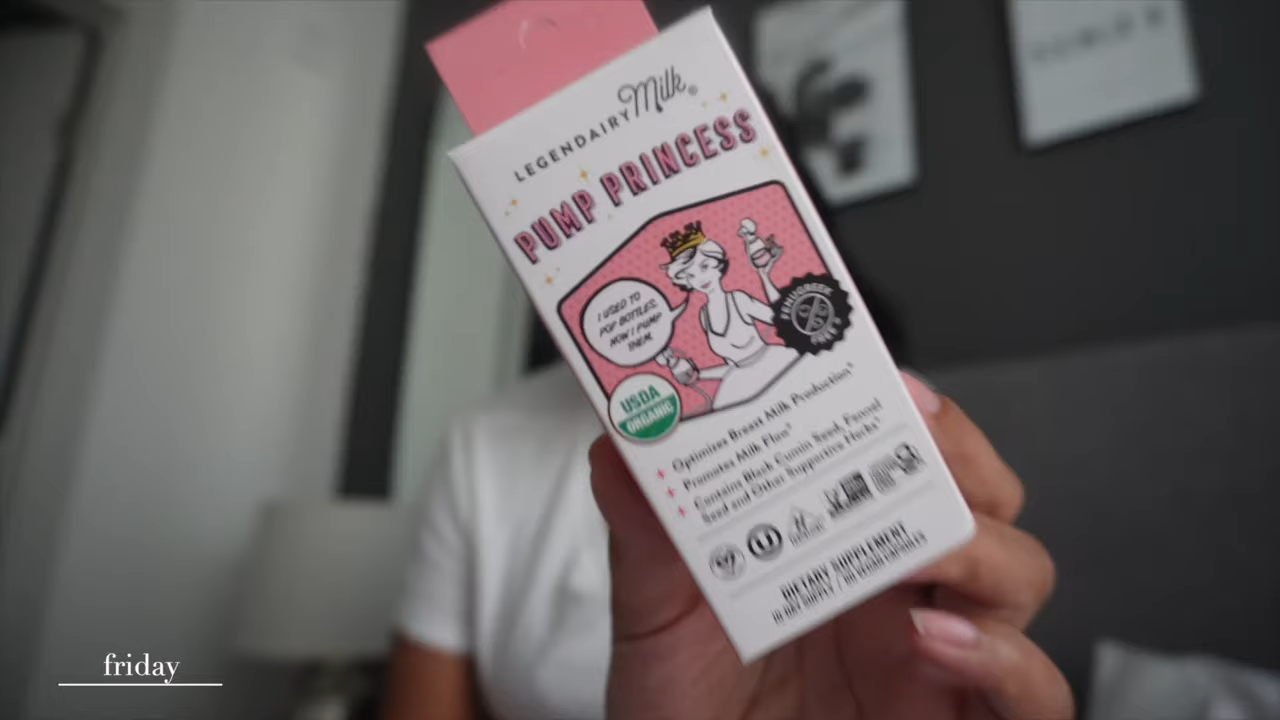 LEGENDAIRY Milk®
PUMP PRINCESS
I USED TO
POP BOTTLES.
NOW I PUMP
THEM.
FENUGREEK
FREE
USDA
ORGANIC
Optimizes Breast Milk Production*
Promotes Milk Flow*
Contains Black Cumin Seed, Fennel
Seed and Other Supportive Herbs*
DIETARY SUPPLEMENT
friday